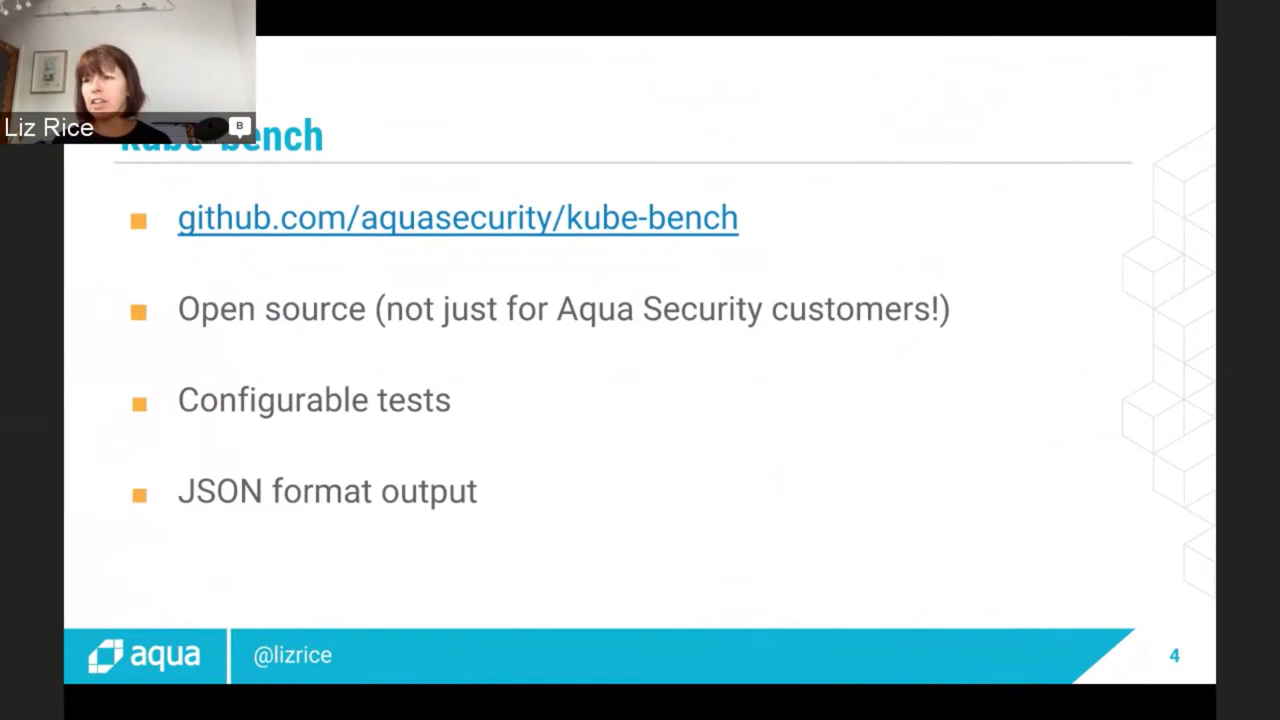 Liz Rice
B
kube-bench
github.com/aquasecurity/kube-bench
Open source (not just for Aqua Security customers!)
Configurable tests
JSON format output
aqua
@lizrice
4